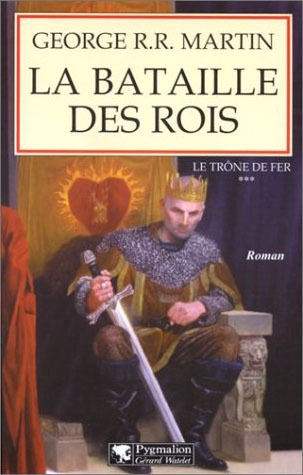 GEORGE R.R. MARTIN
LA BATAILLE
DES ROIS
LE TRÔNE DE FER
***
Roman
Pygmalion
Gérard Watelet